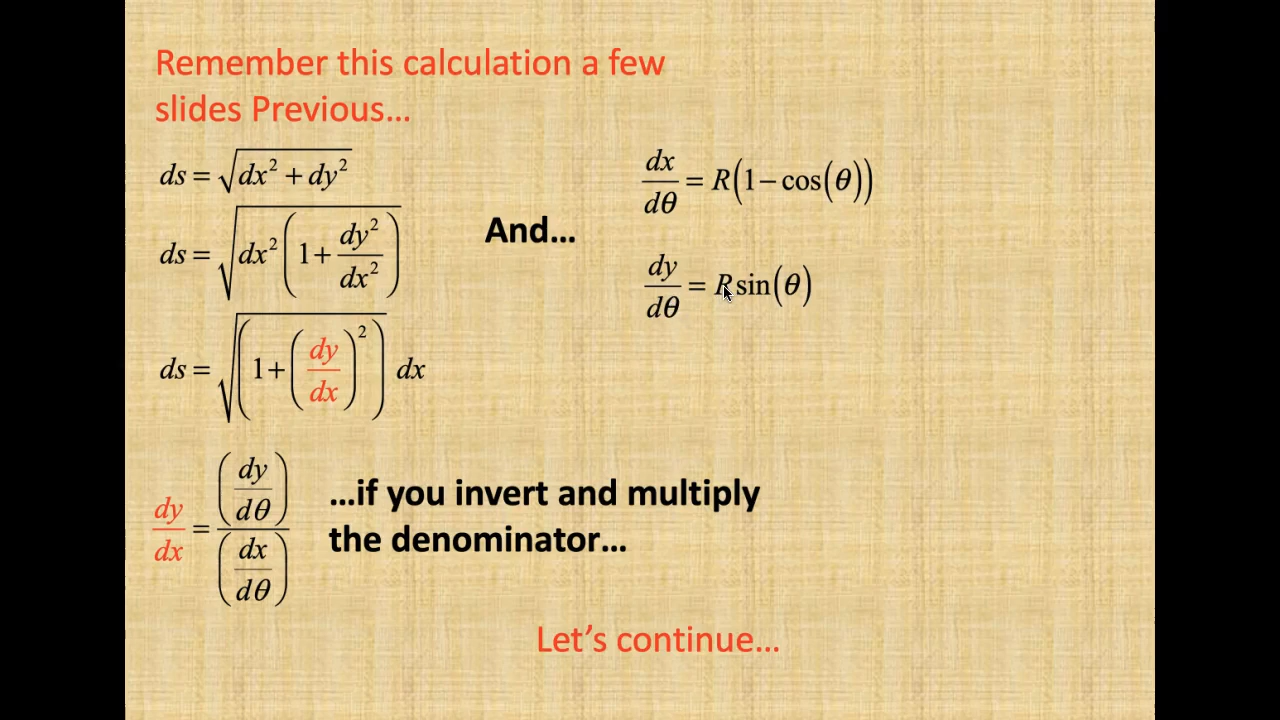 Remember this calculation a few
slides Previous...
ds = √(dx² + dy²)
ds = √(dx² (1 + dy²/dx²))
ds = √((1 + (dy/dx)²)) dx
And...
dx/dθ = R(1 − cos(θ))
dy/dθ = R sin(θ)
dy/dx = (dy/dθ)/(dx/dθ)
...if you invert and multiply
the denominator...
Let's continue...